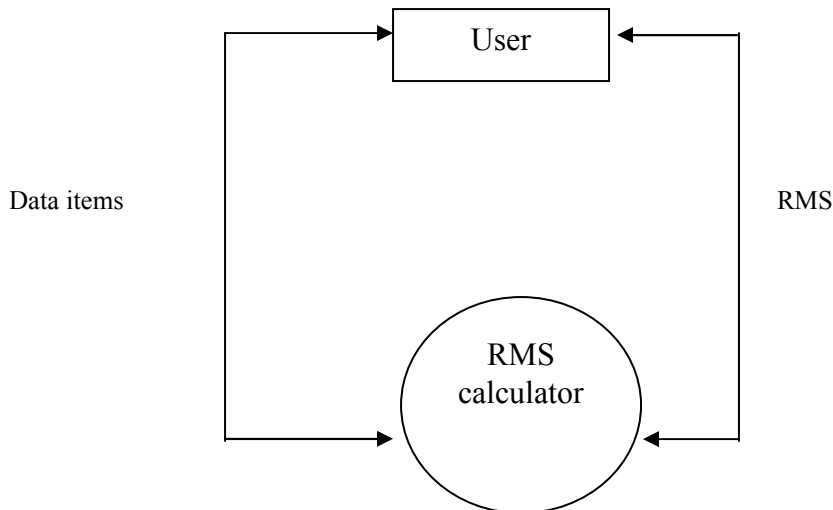 User
Data items
RMS
RMS
calculator